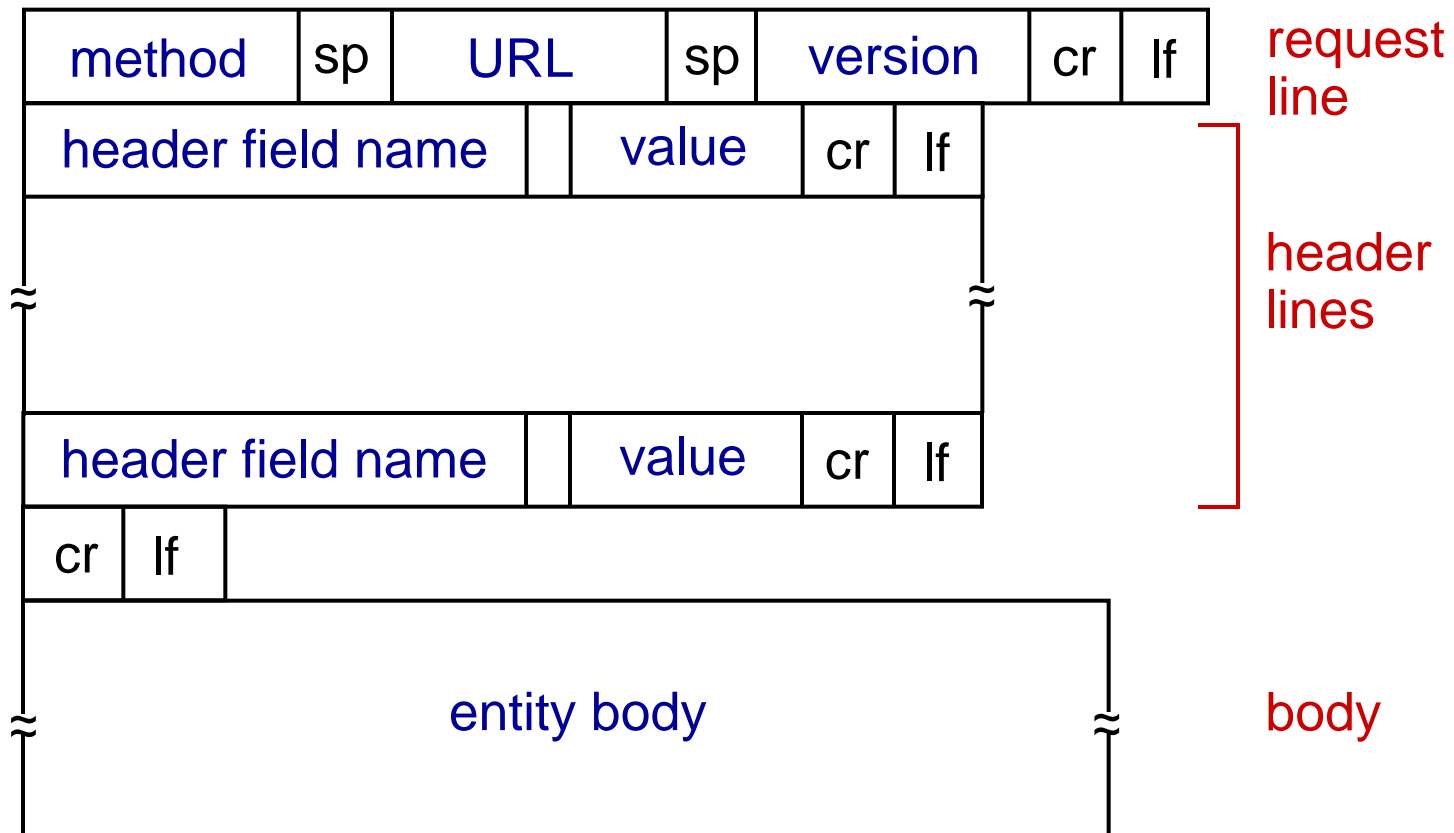 method sp URL sp version cr lf request
line
header field name value cr lf
header
lines
≈ ≈
header field name value cr lf
cr lf
≈ entity body ≈ body